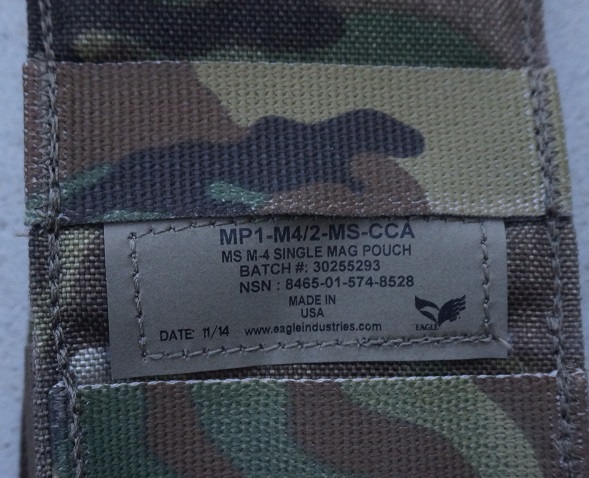 MP1-M4/2-MS-CCA
MS M-4 SINGLE MAG POUCH
BATCH #: 30255293
NSN : 8465-01-574-8528
MADE IN
USA
EAGLE
DATE: 11/14 www.eagleindustries.com